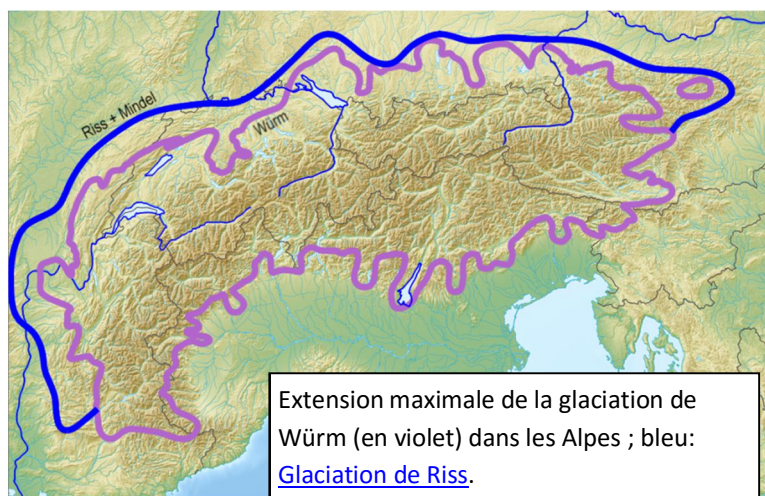 Riss + Mindel
Würm
Extension maximale de la glaciation de
Würm (en violet) dans les Alpes ; bleu:
Glaciation de Riss.